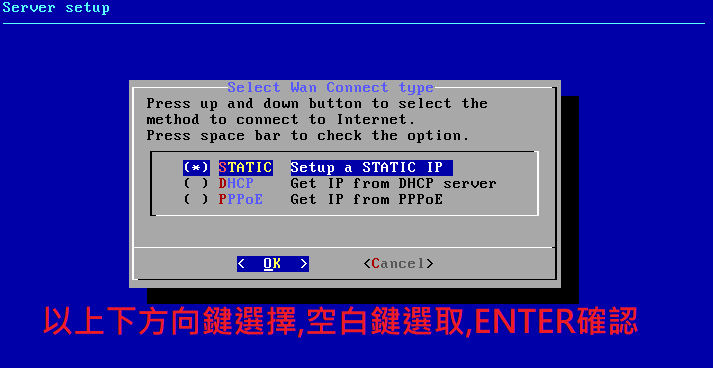 Server setup
Select Wan Connect type
Press up and down button to select the
method to connect to Internet.
Press space bar to check the option.
(*) STATIC Setup a STATIC IP
( ) DHCP Get IP from DHCP server
( ) PPPoE Get IP from PPPoE
< OK > <Cancel>
以上下方向鍵選擇,空白鍵選取,ENTER確認